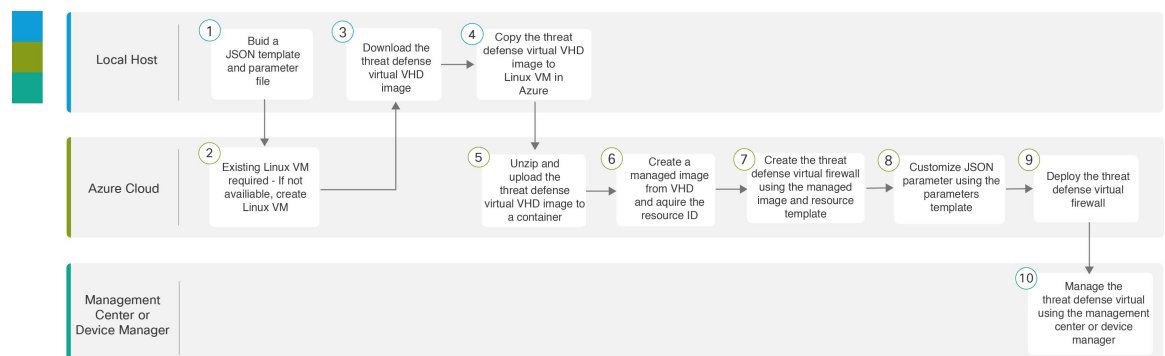 Local Host
1
Buid a
JSON template
and parameter
file
3
Download the
threat defense
virtual VHD
image
4
Copy the threat
defense virtual VHD
image to
Linux VM in
Azure
Azure Cloud
2
Existing Linux VM
required - If not
availiable, create
Linux VM
5
Unzip and
upload the
threat defense
virtual VHD image to
a container
6
Create a
managed image
from VHD
and aquire the
resource ID
7
Create the threat
defense virtual firewall
using the managed
image and resource
template
8
Customize JSON
parameter using the
parameters
template
9
Deploy the threat
defense virtual
firewall
Management
Center or
Device Manager
10
Manage the
threat defense virtual
using the management
center or device
manager